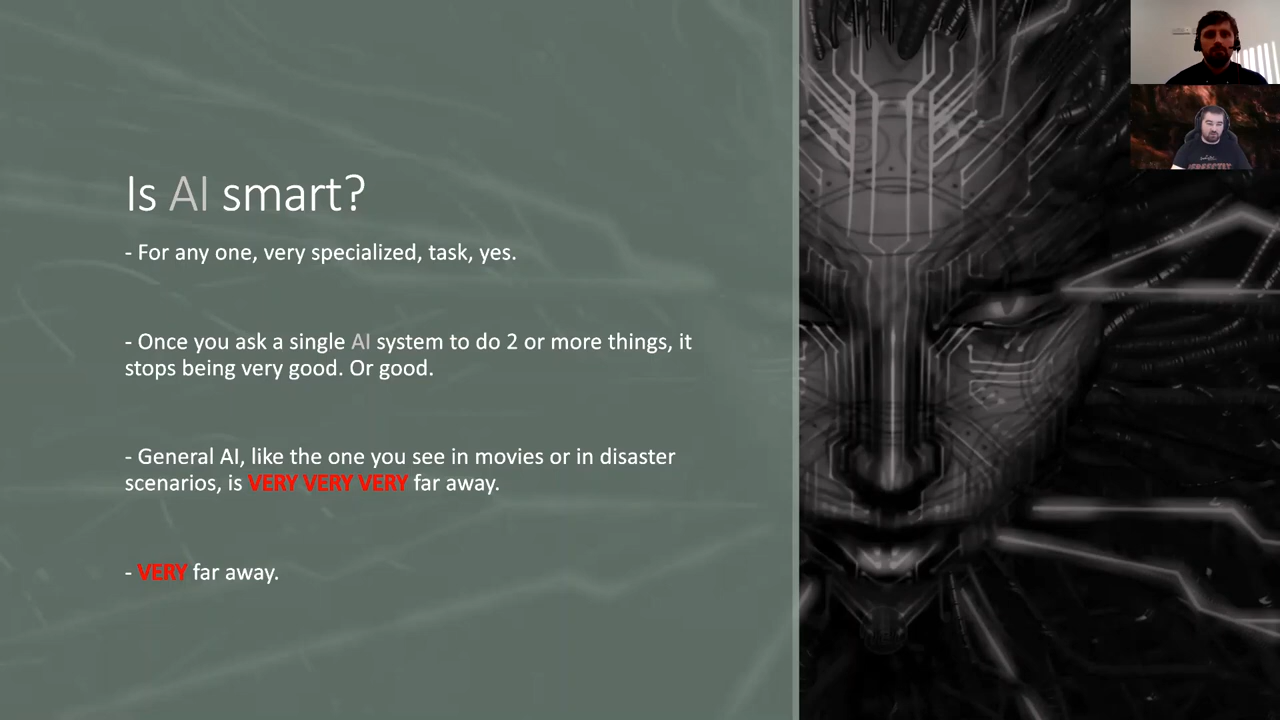 Is AI smart?
- For any one, very specialized, task, yes.
- Once you ask a single AI system to do 2 or more things, it
stops being very good. Or good.
- General AI, like the one you see in movies or in disaster
scenarios, is VERY VERY VERY far away.
- VERY far away.